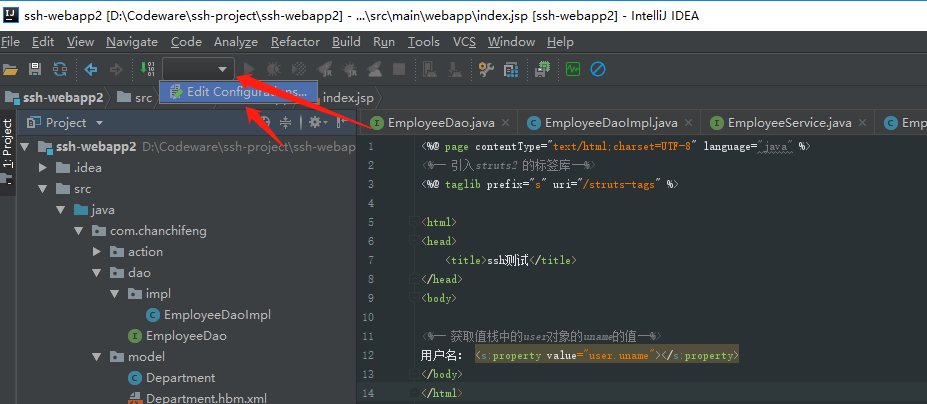 ssh-webapp2 [D:\Codeware\ssh-project\ssh-webapp2] - ...\src\main\webapp\index.jsp [ssh-webapp2] - IntelliJ IDEA
File Edit View Navigate Code Analyze Refactor Build Run Tools VCS Window Help
Edit Configurations...
ssh-webapp2 src index.jsp
1: Project
Project
EmployeeDao.java EmployeeDaoImpl.java EmployeeService.java
ssh-webapp2 D:\Codeware\ssh-project\ssh-webapp
.idea
src
java
com.chanchifeng
action
dao
impl
EmployeeDaoImpl
EmployeeDao
model
Department
Department.hbm.xml
1 <%@ page contentType="text/html;charset=UTF-8" language="java" %>
2 <%-- 引入struts2 的标签库--%>
3 <%@ taglib prefix="s" uri="/struts-tags" %>
4
5 <html>
6 <head>
7 <title>ssh测试</title>
8 </head>
9 <body>
10
11 <%-- 获取值栈中的user对象的uname的值--%>
12 用户名: <s:property value="user.uname"></s:property>
13 </body>
14 </html>